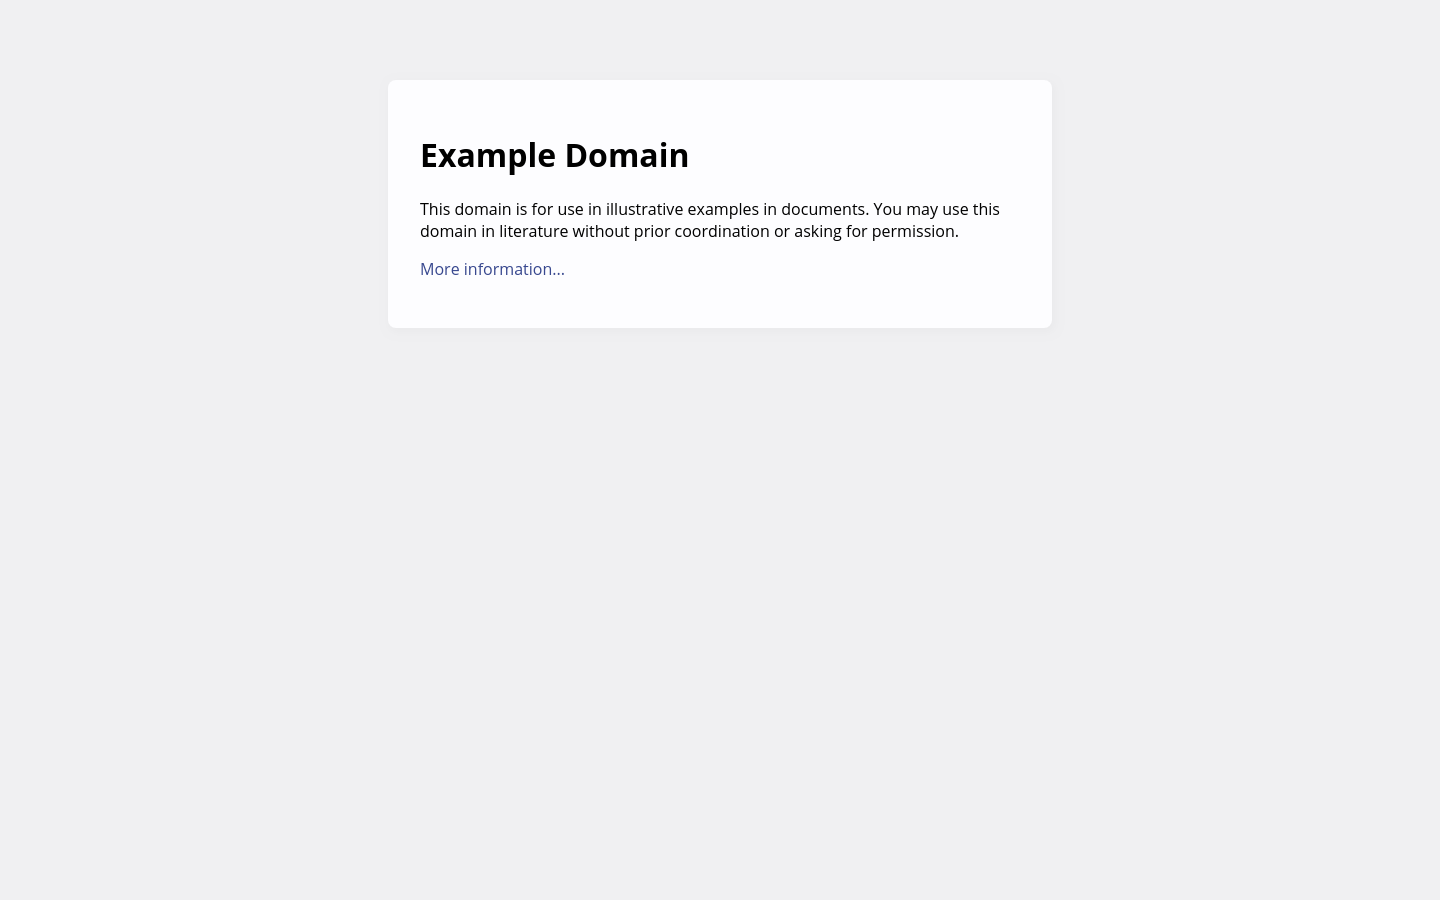 Example Domain
This domain is for use in illustrative examples in documents. You may use this
domain in literature without prior coordination or asking for permission.
More information...